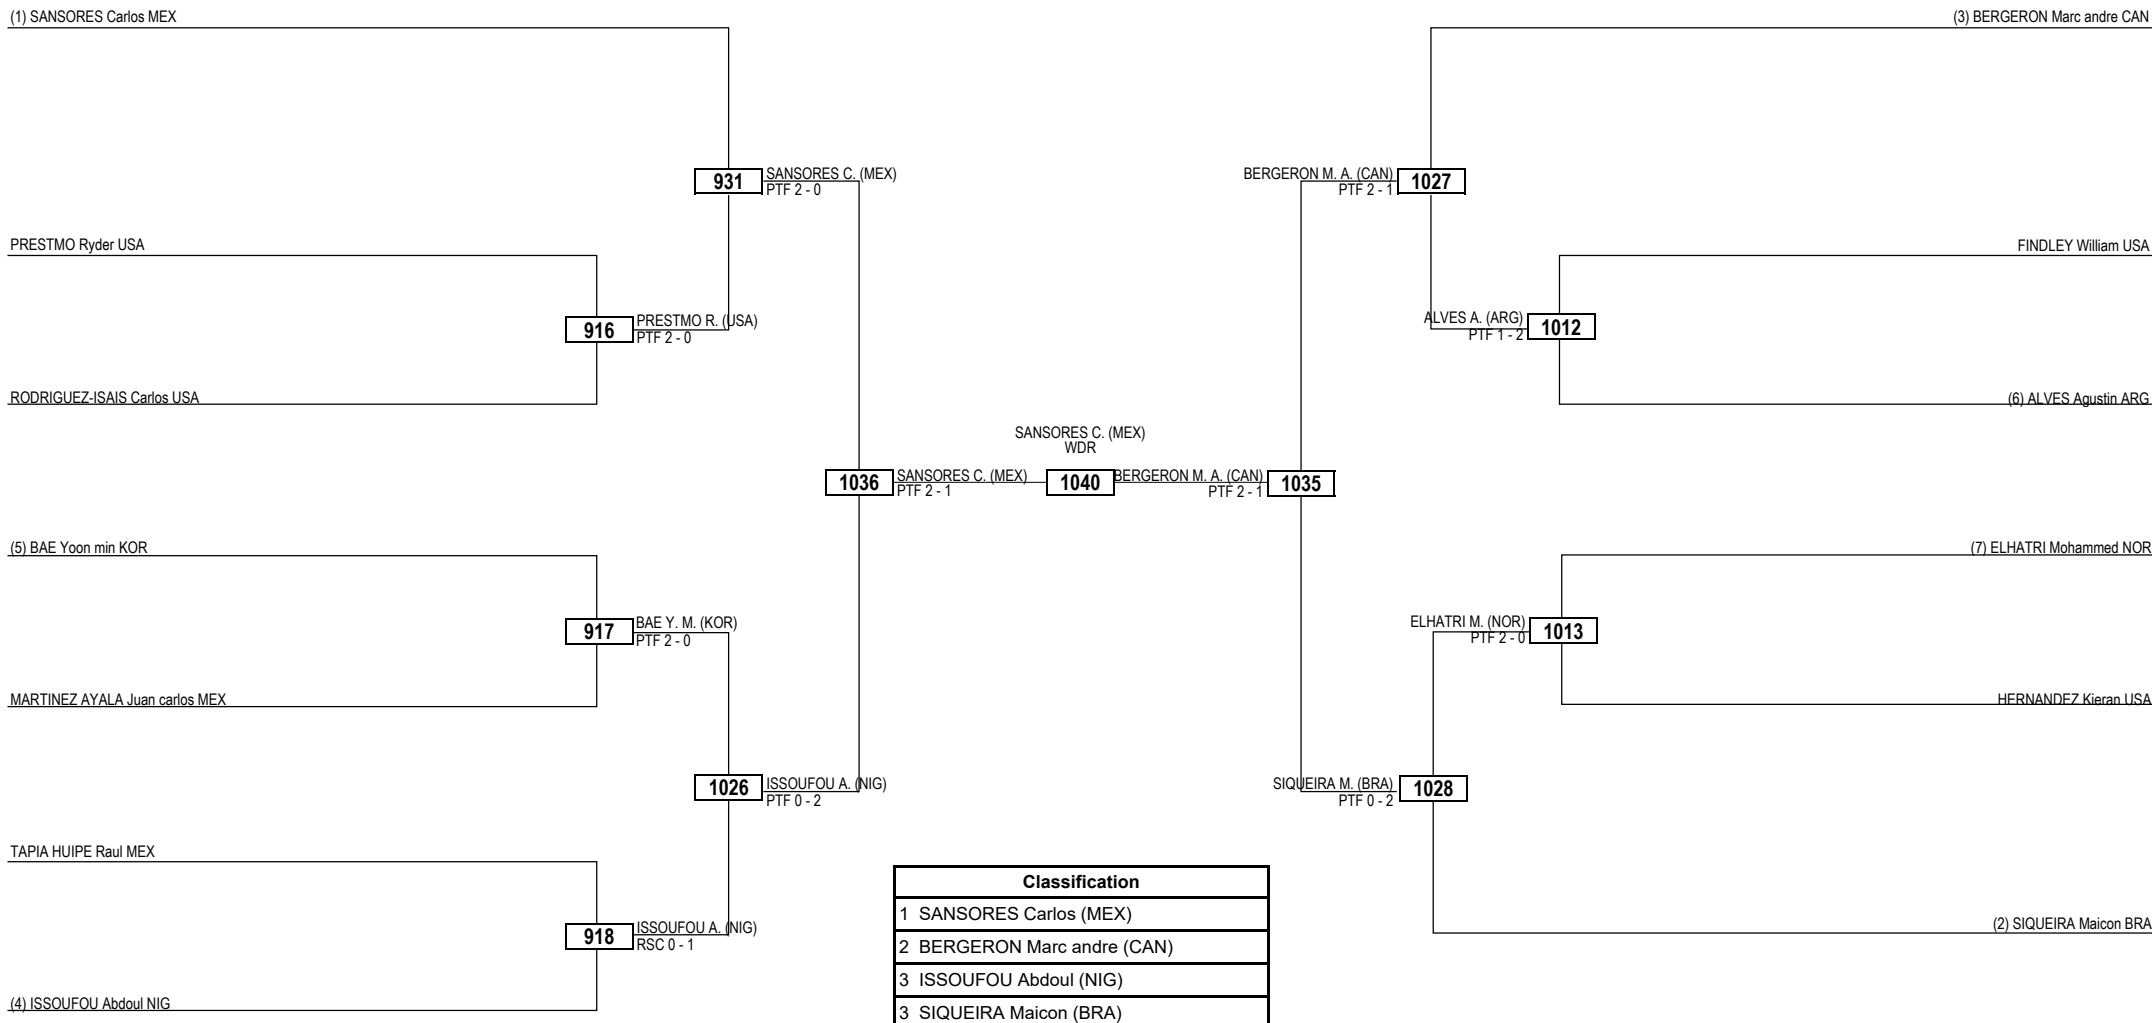 (1) SANSORES Carlos MEX
(3) BERGERON Marc andre CAN
931
SANSORES C. (MEX)
PTF 2 - 0
BERGERON M. A. (CAN)
PTF 2 - 1
1027
PRESTMO Ryder USA
FINDLEY William USA
916
PRESTMO R. (USA)
PTF 2 - 0
ALVES A. (ARG)
PTF 1 - 2
1012
RODRIGUEZ-ISAIS Carlos USA
(6) ALVES Agustin ARG
SANSORES C. (MEX)
WDR
1036
SANSORES C. (MEX)
PTF 2 - 1
1040
BERGERON M. A. (CAN)
PTF 2 - 1
1035
(5) BAE Yoon min KOR
(7) ELHATRI Mohammed NOR
917
BAE Y. M. (KOR)
PTF 2 - 0
ELHATRI M. (NOR)
PTF 2 - 0
1013
MARTINEZ AYALA Juan carlos MEX
HERNANDEZ Kieran USA
1026
ISSOUFOU A. (NIG)
PTF 0 - 2
SIQUEIRA M. (BRA)
PTF 0 - 2
1028
TAPIA HUIPE Raul MEX
918
ISSOUFOU A. (NIG)
RSC 0 - 1
(2) SIQUEIRA Maicon BRA
(4) ISSOUFOU Abdoul NIG
Classification
1 SANSORES Carlos (MEX)
2 BERGERON Marc andre (CAN)
3 ISSOUFOU Abdoul (NIG)
3 SIQUEIRA Maicon (BRA)